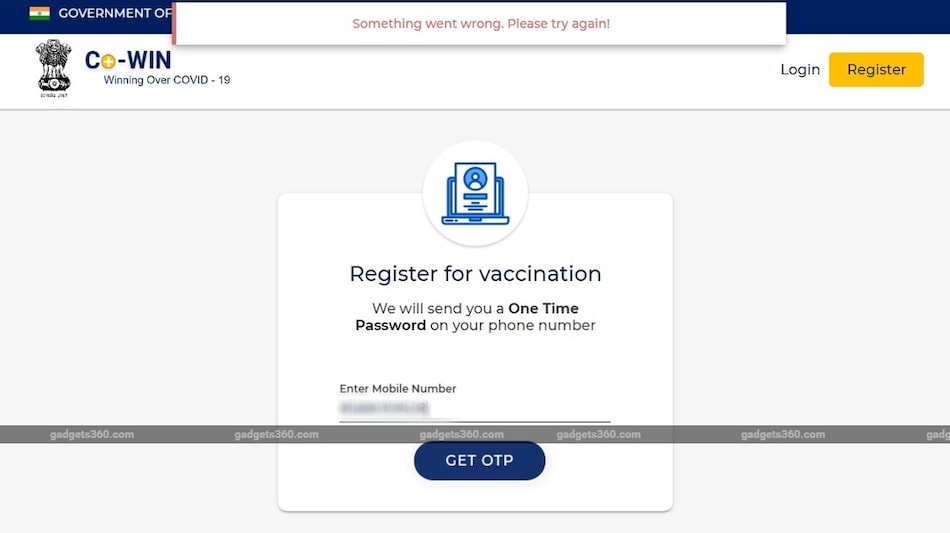 GOVERNMENT OF
Something went wrong. Please try again!
Co-WIN
Winning Over COVID - 19
Login
Register
Register for vaccination
We will send you a One Time
Password on your phone number
Enter Mobile Number
gadgets360.com gadgets360.com gadgets360.com gadgets360.com gadgets360.com gadg
GET OTP